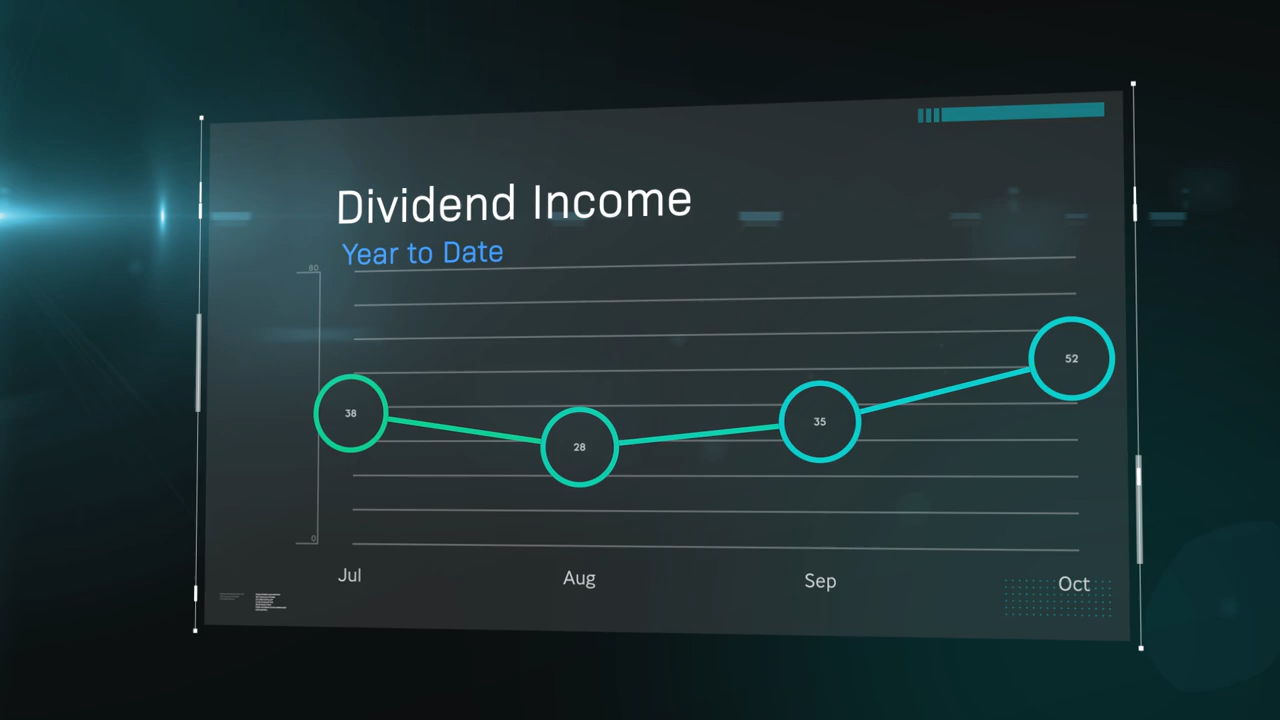 Dividend Income
Year to Date
80
38
28
35
52
0
Jul
Aug
Sep
Oct